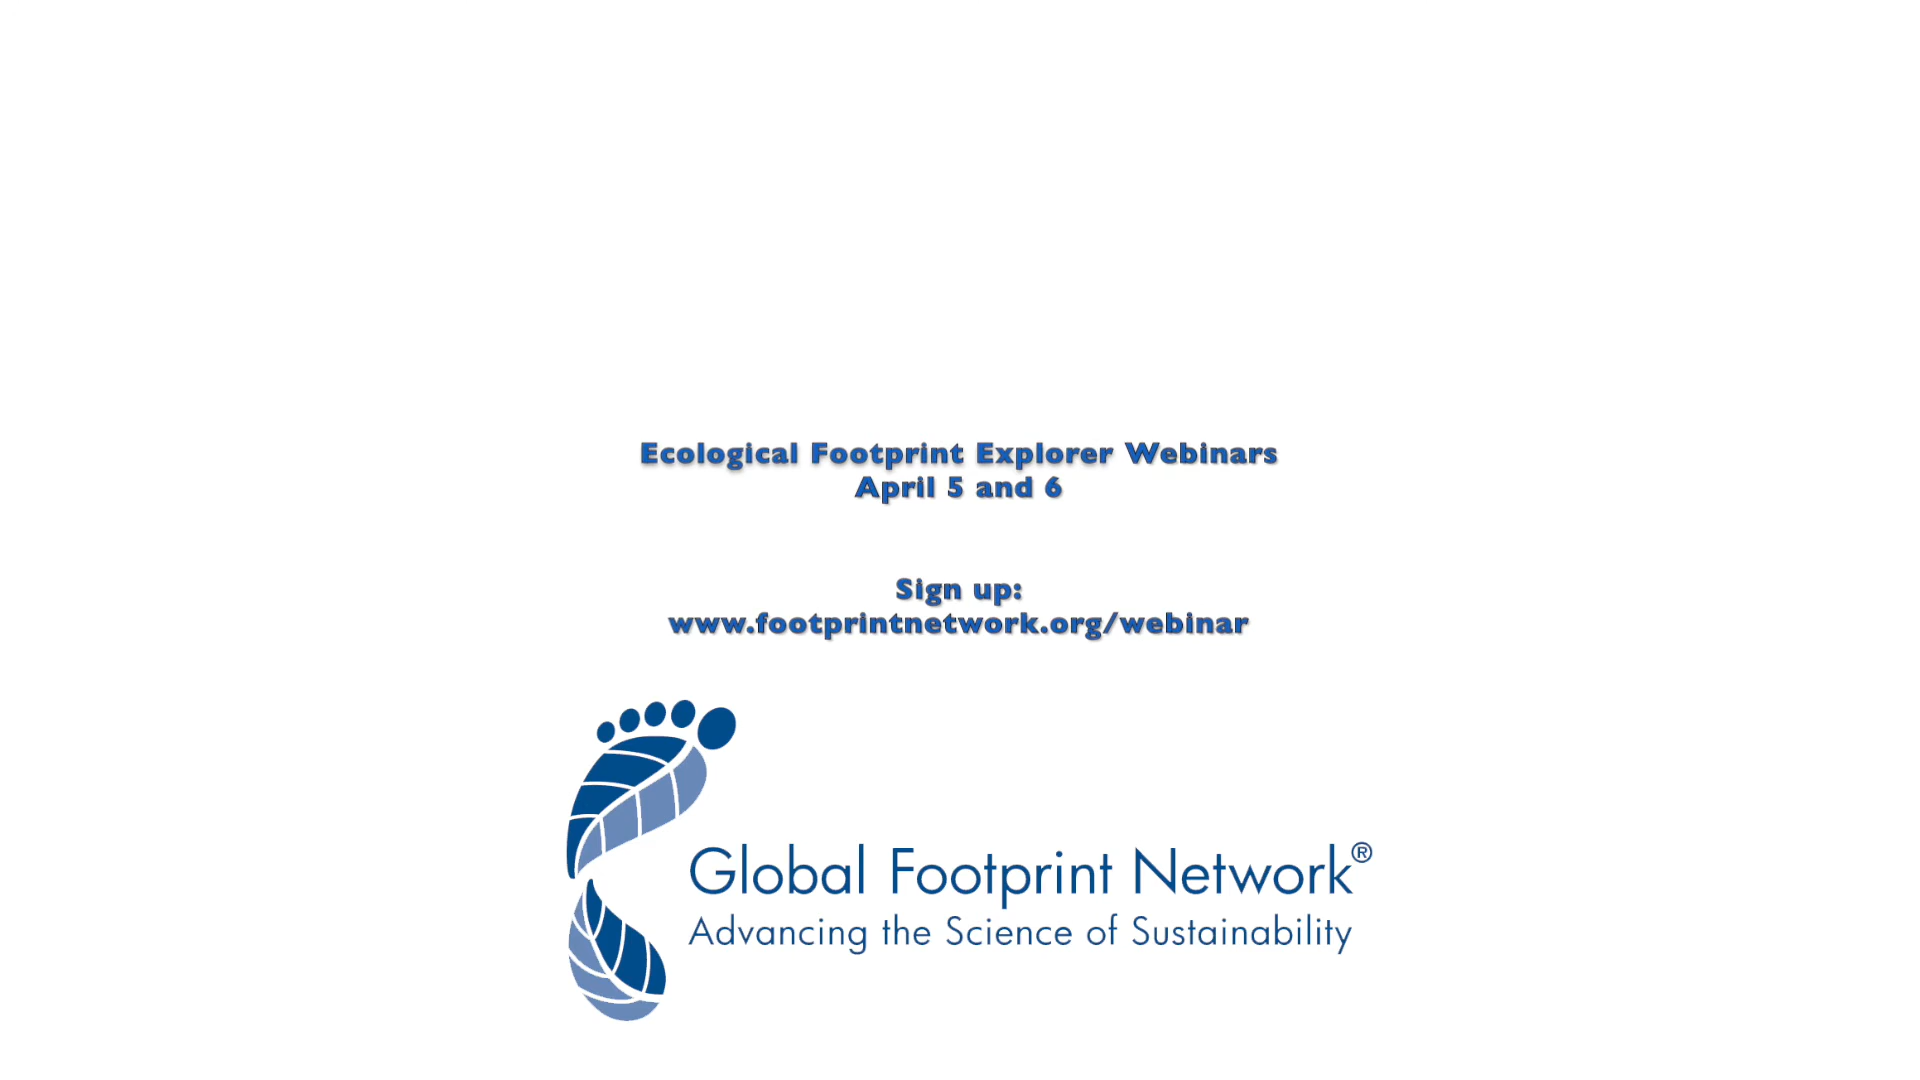 Ecological Footprint Explorer Webinars
April 5 and 6
Sign up:
www.footprintnetwork.org/webinar
Global Footprint Network®
Advancing the Science of Sustainability